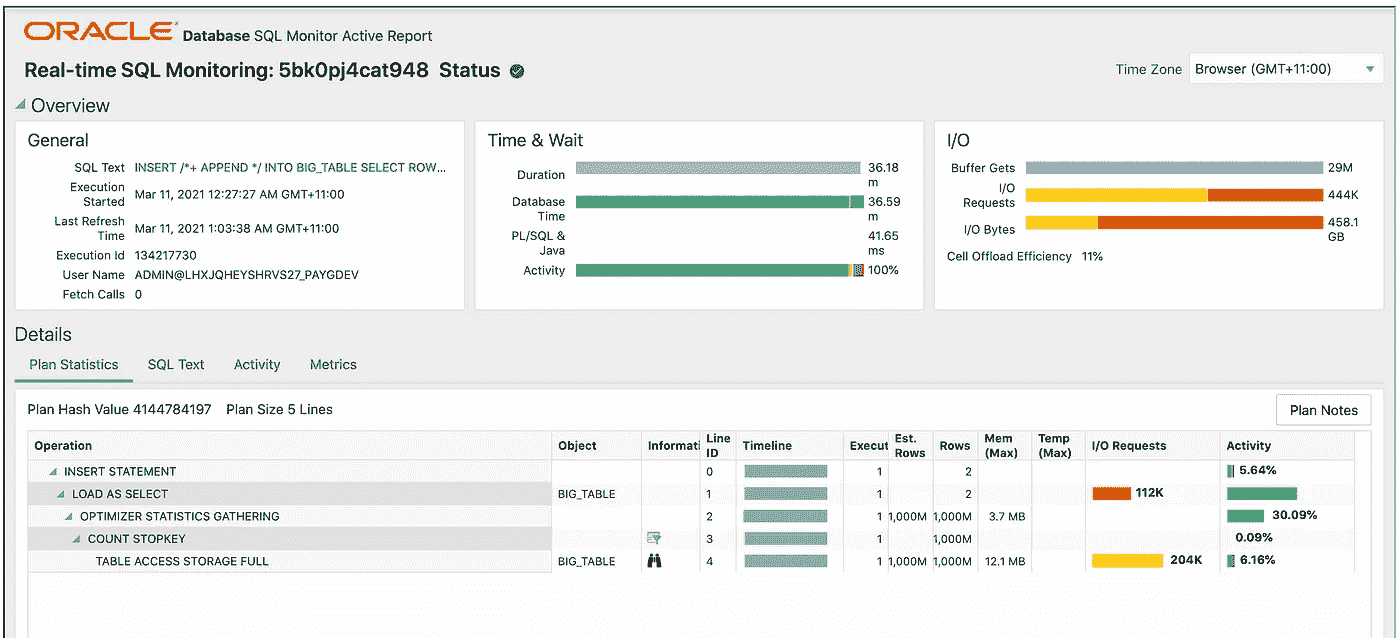 ORACLE Database SQL Monitor Active Report
Real-time SQL Monitoring: 5bk0pj4cat948 Status
Time Zone Browser (GMT+11:00)
Overview
General
SQL Text INSERT /*+ APPEND */ INTO BIG_TABLE SELECT ROW...
Execution Started Mar 11, 2021 12:27:27 AM GMT+11:00
Last Refresh Time Mar 11, 2021 1:03:38 AM GMT+11:00
Execution Id 134217730
User Name ADMIN@LHXJQHEYSHRVS27_PAYGDEV
Fetch Calls 0
Time & Wait
Duration 36.18 m
Database Time 36.59 m
PL/SQL & Java 41.65 ms
Activity 100%
I/O
Buffer Gets 29M
I/O Requests 444K
I/O Bytes 458.1 GB
Cell Offload Efficiency 11%
Details
Plan Statistics SQL Text Activity Metrics
Plan Hash Value 4144784197 Plan Size 5 Lines
Plan Notes
Operation Object Informati Line ID Timeline Execut Est. Rows Rows Mem (Max) Temp (Max) I/O Requests Activity
INSERT STATEMENT 0 1 2 5.64%
LOAD AS SELECT BIG_TABLE 1 1 2 112K
OPTIMIZER STATISTICS GATHERING 2 1 1,000M 1,000M 3.7 MB 30.09%
COUNT STOPKEY 3 1 1,000M 0.09%
TABLE ACCESS STORAGE FULL BIG_TABLE 4 1 1,000M 1,000M 12.1 MB 204K 6.16%